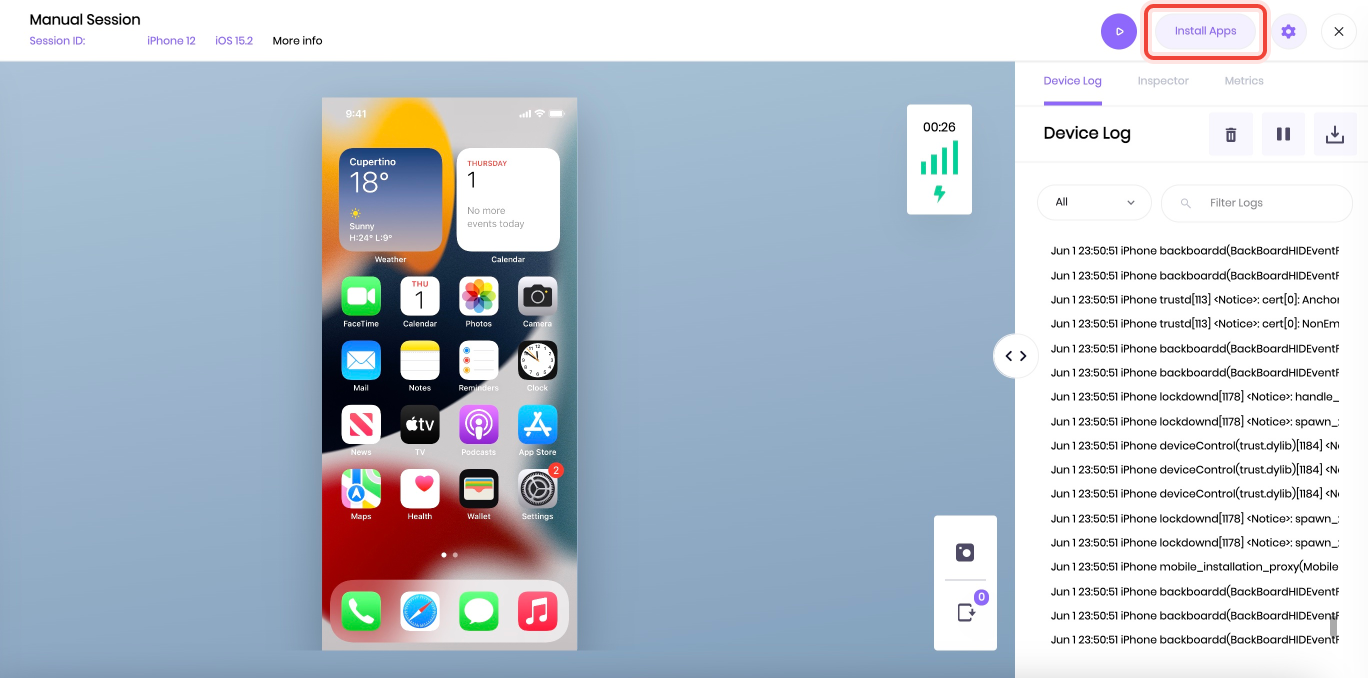 Manual Session
Session ID:
iPhone 12
iOS 15.2
More info
Install Apps
9:41
Cupertino
18°
Sunny
H:24° L:9°
Weather
THURSDAY
1
No more
events today
Calendar
FaceTime
THU
1
Calendar
Photos
Camera
Mail
Notes
Reminders
Clock
News
tv
TV
Podcasts
App Store
Maps
Health
Wallet
2
Settings
00:26
0
Device Log
Inspector
Metrics
Device Log
All
Filter Logs
Jun 1 23:50:51 iPhone backboardd(BackBoardHIDEventF
Jun 1 23:50:51 iPhone backboardd(BackBoardHIDEventF
Jun 1 23:50:51 iPhone trustd[113] <Notice>: cert[0]: Anchor
Jun 1 23:50:51 iPhone trustd[113] <Notice>: cert[0]: NonEm
Jun 1 23:50:51 iPhone backboardd(BackBoardHIDEventF
Jun 1 23:50:51 iPhone backboardd(BackBoardHIDEventF
Jun 1 23:50:51 iPhone lockdownd[1178] <Notice>: handle_
Jun 1 23:50:51 iPhone lockdownd[1178] <Notice>: spawn_
Jun 1 23:50:51 iPhone deviceControl(trust.dylib)[1184] <No
Jun 1 23:50:51 iPhone deviceControl(trust.dylib)[1184] <No
Jun 1 23:50:51 iPhone deviceControl(trust.dylib)[1184] <No
Jun 1 23:50:51 iPhone lockdownd[1178] <Notice>: spawn_
Jun 1 23:50:51 iPhone lockdownd[1178] <Notice>: spawn_
Jun 1 23:50:51 iPhone mobile_installation_proxy(Mobile
Jun 1 23:50:51 iPhone backboardd(BackBoardHIDEventF
Jun 1 23:50:51 iPhone backboardd(BackBoardHIDEventF
Jun 1 23:50:51 iPhone backboardd(BackBoardHIDEventF